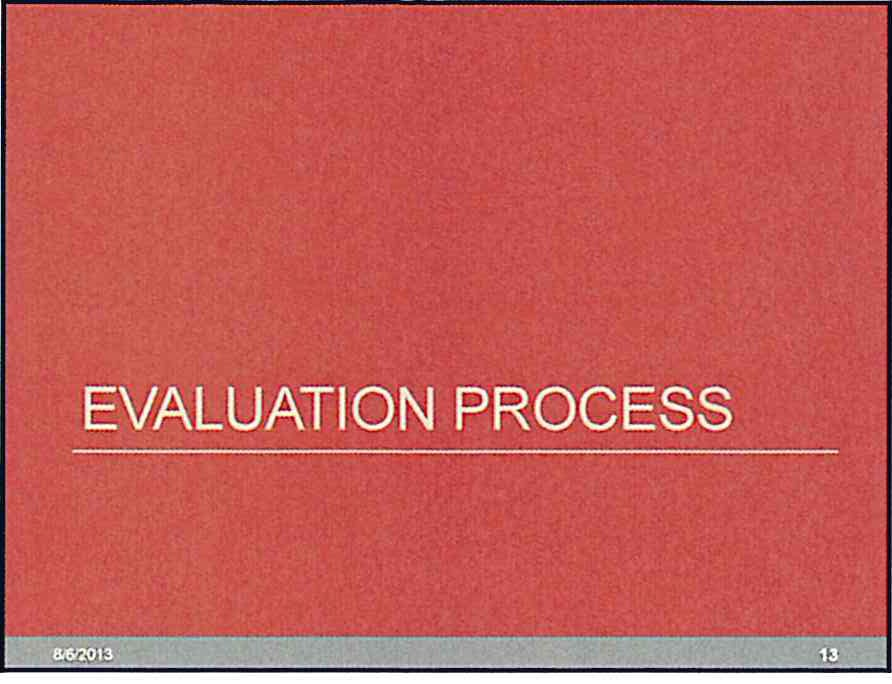 EVALUATION PROCESS
8/6/2013
13